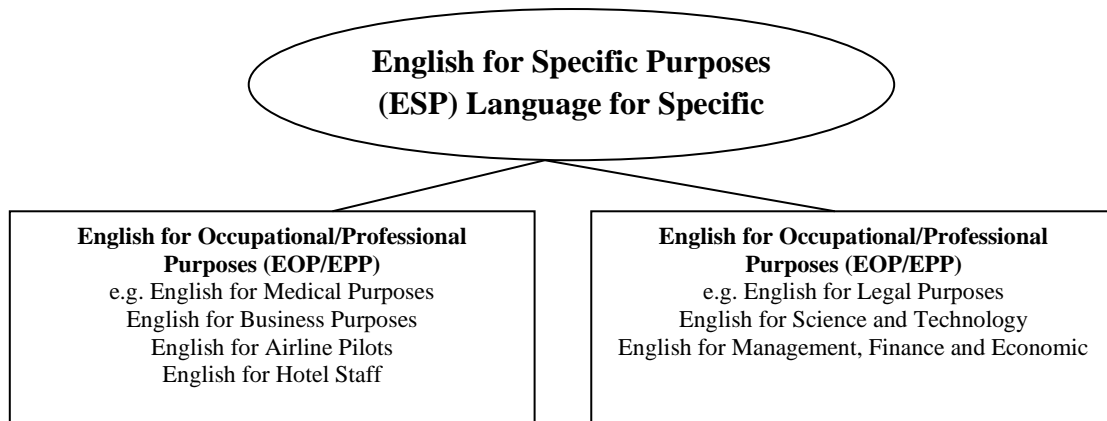 English for Specific Purposes
(ESP) Language for Specific
English for Occupational/Professional
Purposes (EOP/EPP)
e.g. English for Medical Purposes
English for Business Purposes
English for Airline Pilots
English for Hotel Staff
English for Occupational/Professional
Purposes (EOP/EPP)
e.g. English for Legal Purposes
English for Science and Technology
English for Management, Finance and Economic